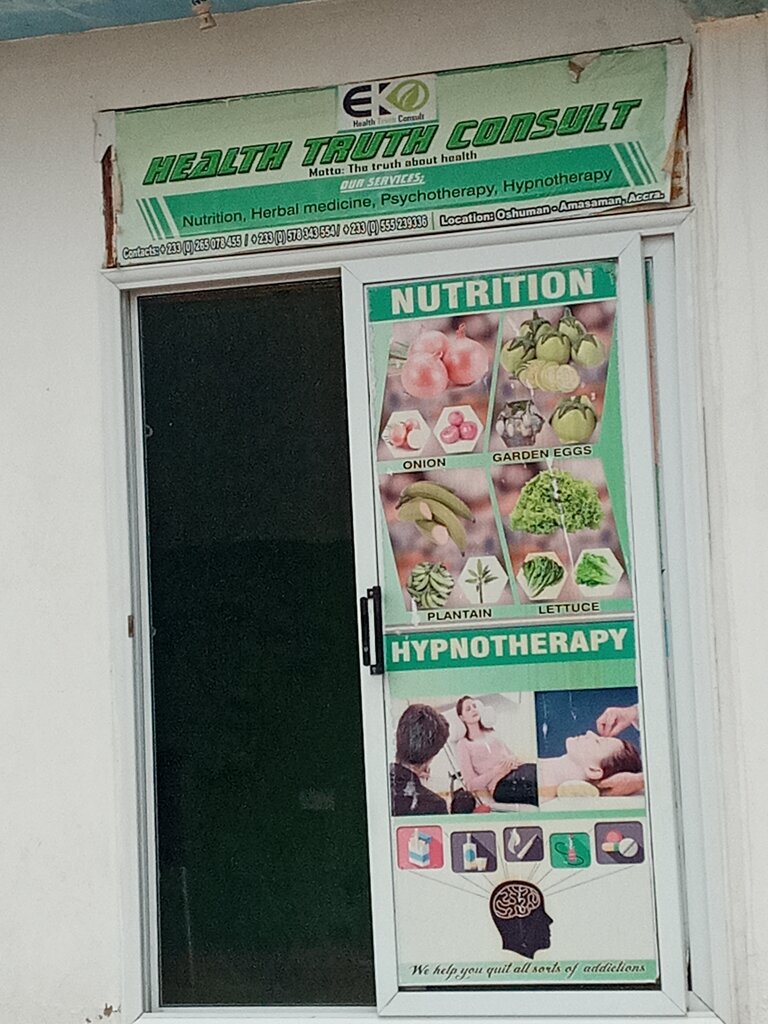 EKO
Health Truth Consult
HEALTH TRUTH CONSULT
Motto: The truth about health
OUR SERVICES:
Nutrition, Herbal medicine, Psychotherapy, Hypnotherapy
Contacts: + 233 (0) 265 078 455 / + 233 (0) 578 343 554 / + 233 (0) 555 239336 | Location: Oshuman - Amasaman, Accra.
NUTRITION
ONION GARDEN EGGS
PLANTAIN LETTUCE
HYPNOTHERAPY
We help you quit all sorts of addictions